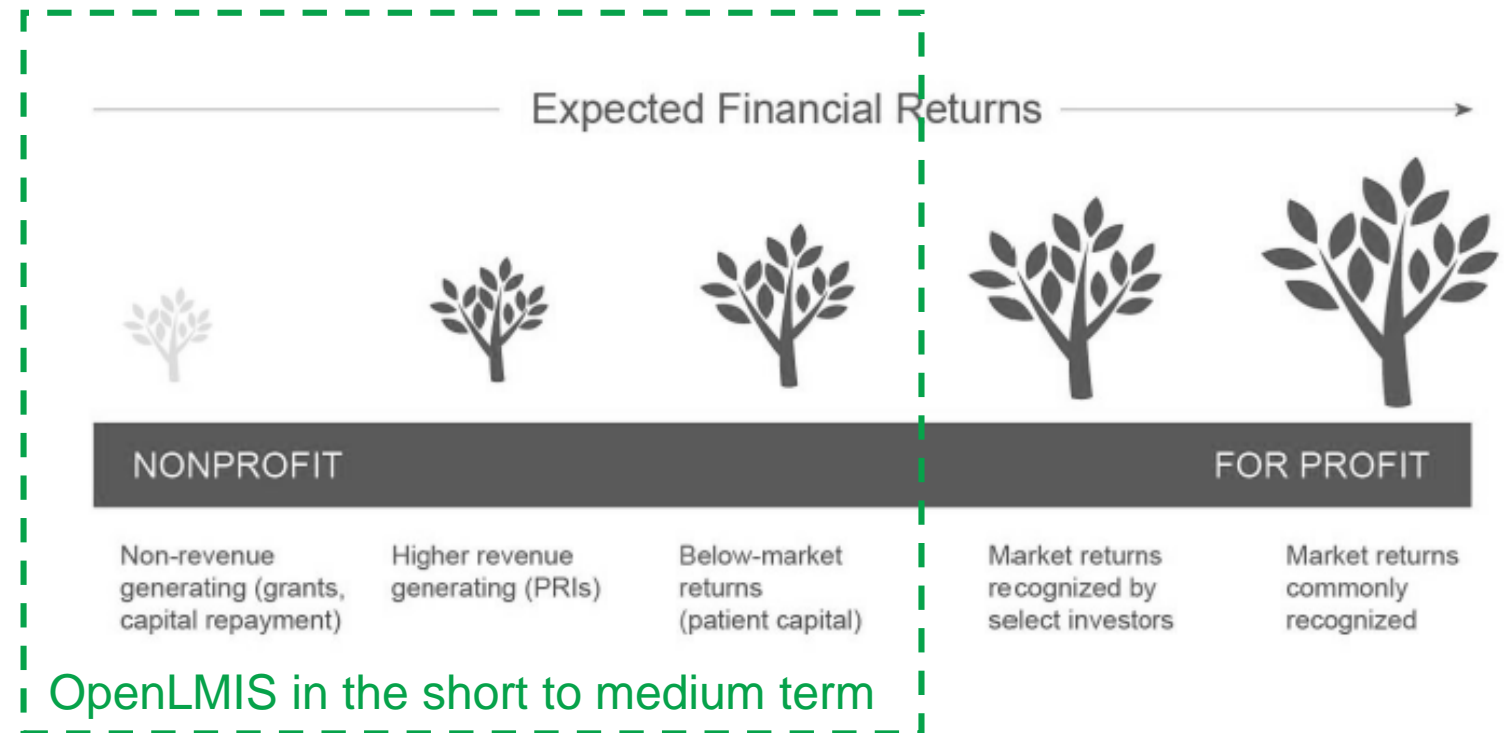 Expected Financial Returns
NONPROFIT
FOR PROFIT
Non-revenue
generating (grants,
capital repayment)
Higher revenue
generating (PRIs)
Below-market
returns
(patient capital)
Market returns
recognized by
select investors
Market returns
commonly
recognized
OpenLMIS in the short to medium term